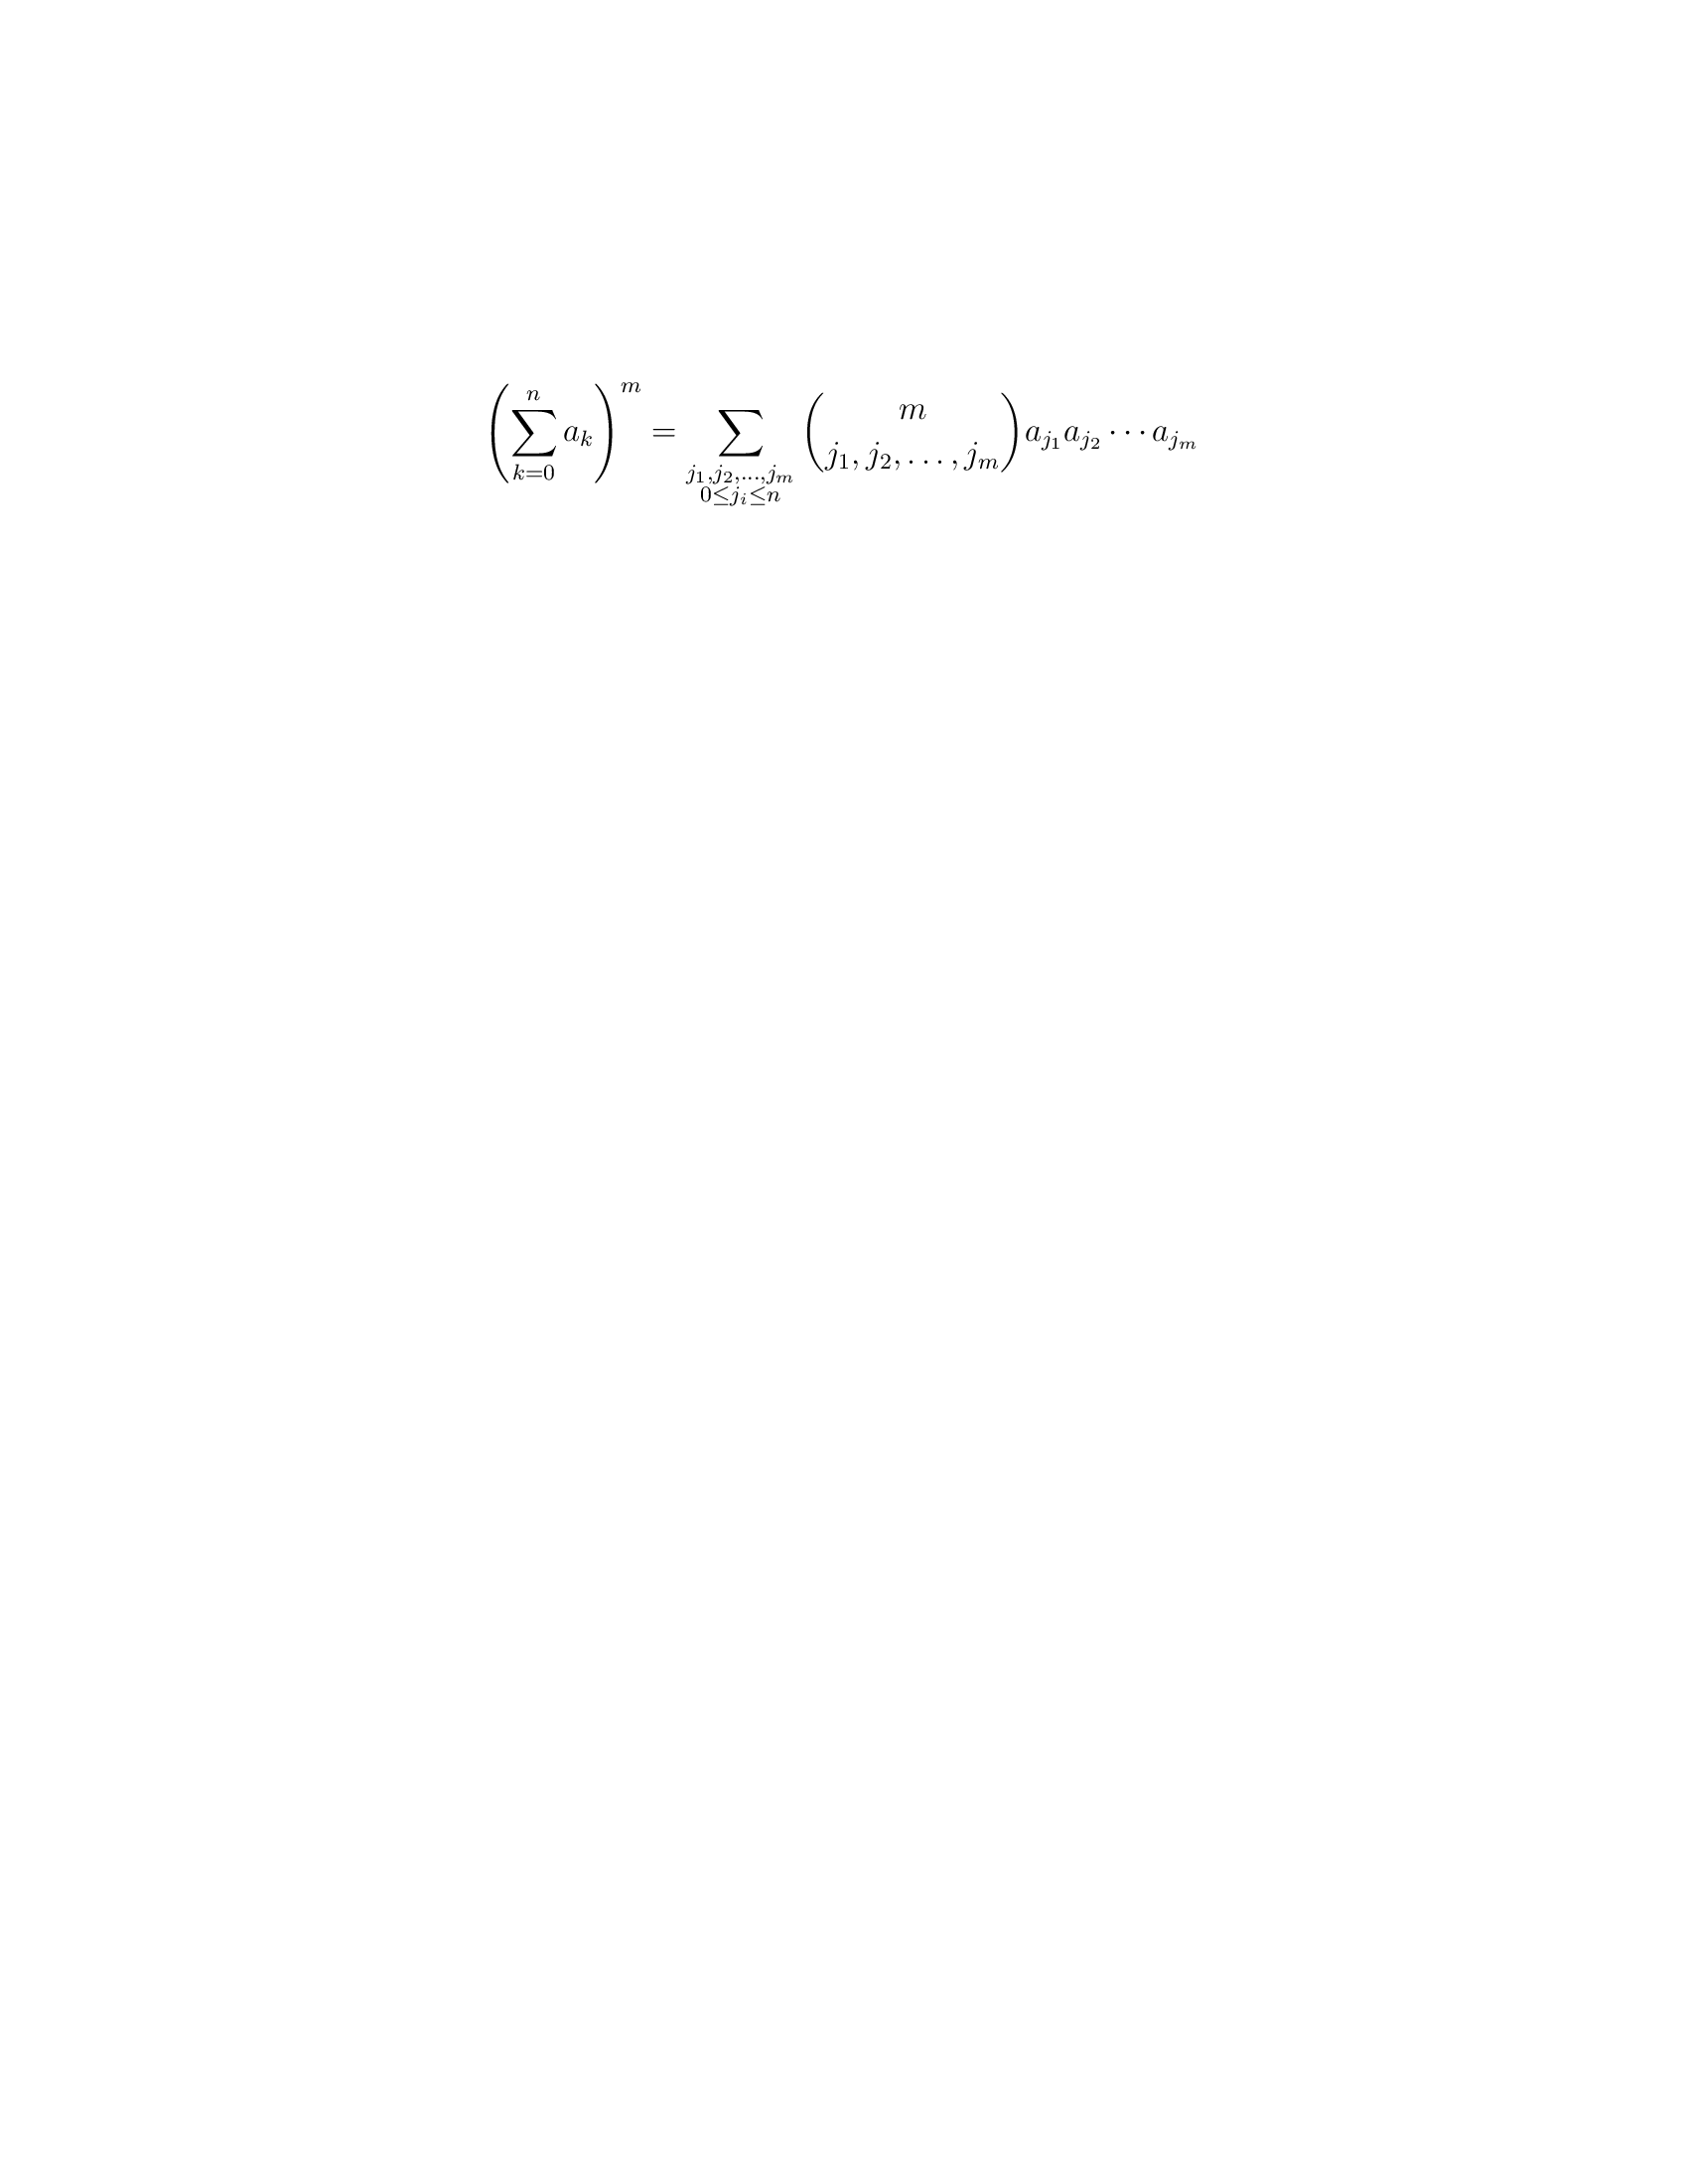 \left( \sum_{k=0}^{n} a_k \right)^m = \sum_{\substack{j_1, j_2, \ldots, j_m \\ 0 \leq j_i \leq n}} \binom{m}{j_1, j_2, \ldots, j_m} a_{j_1} a_{j_2} \cdots a_{j_m}